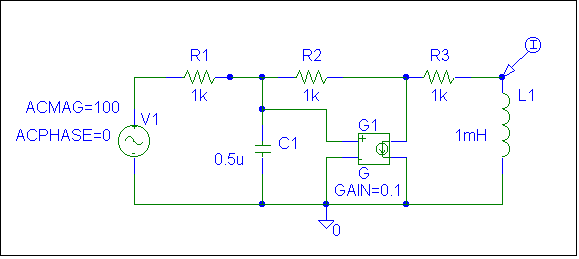 R1
R2
R3
I
1k
1k
1k
L1
ACMAG=100
V1
ACPHASE=0
G1
C1
1mH
0.5u
+
-
G
GAIN=0.1
0